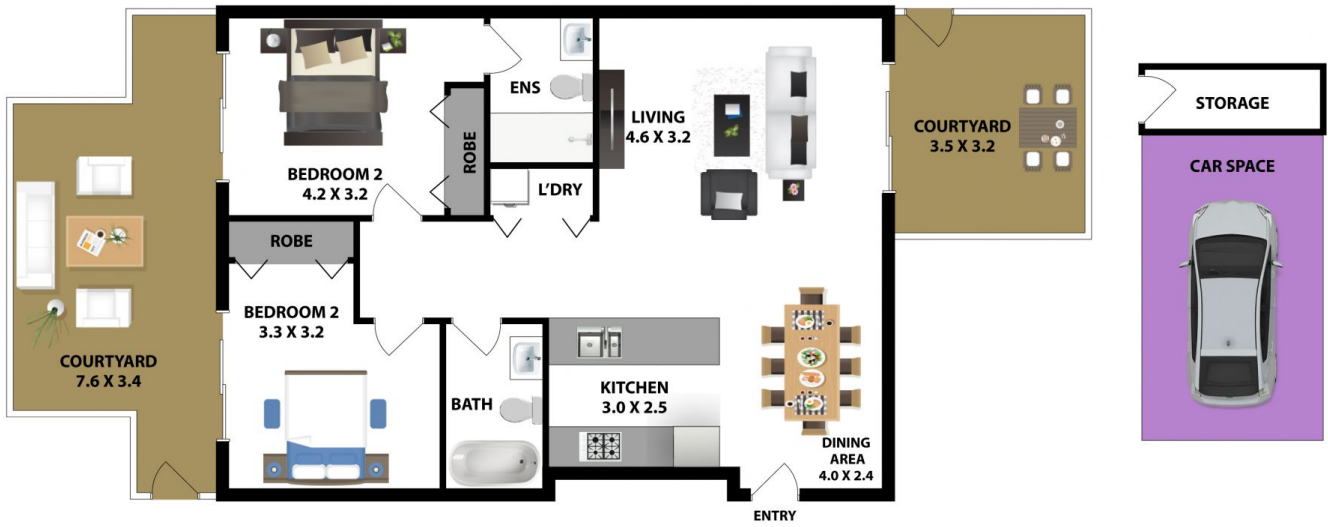 ENS
LIVING
4.6 X 3.2
BEDROOM 2
4.2 X 3.2
ROBE
L'DRY
COURTYARD
3.5 X 3.2
STORAGE
CAR SPACE
ROBE
BEDROOM 2
3.3 X 3.2
COURTYARD
7.6 X 3.4
BATH
KITCHEN
3.0 X 2.5
DINING
AREA
4.0 X 2.4
ENTRY